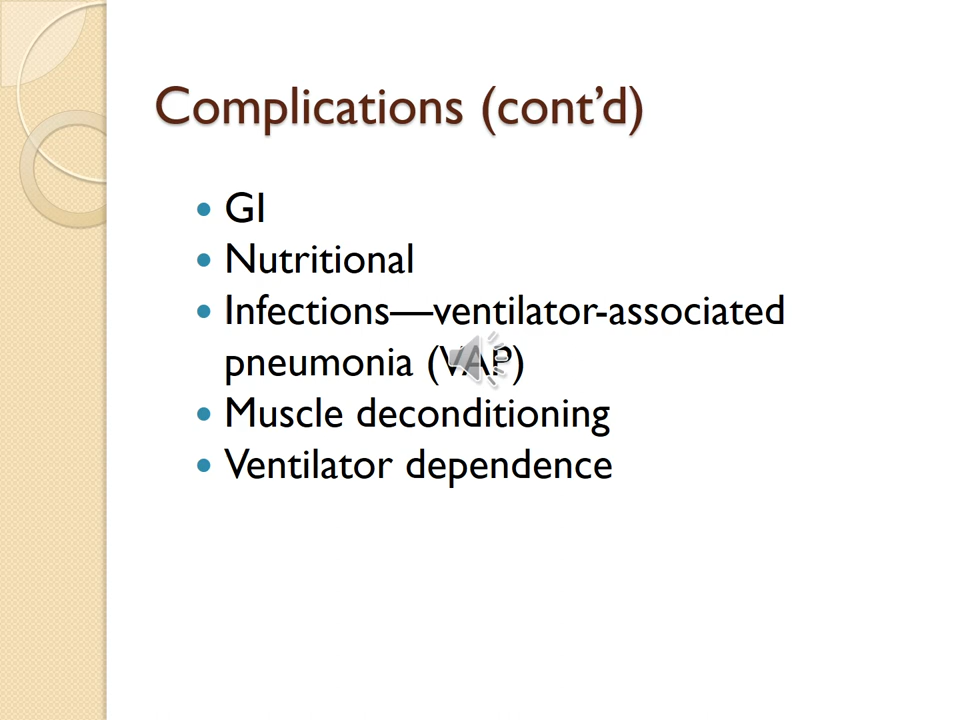 Complications (cont’d)
• GI
• Nutritional
• Infections—ventilator-associated
pneumonia (VAP)
• Muscle deconditioning
• Ventilator dependence